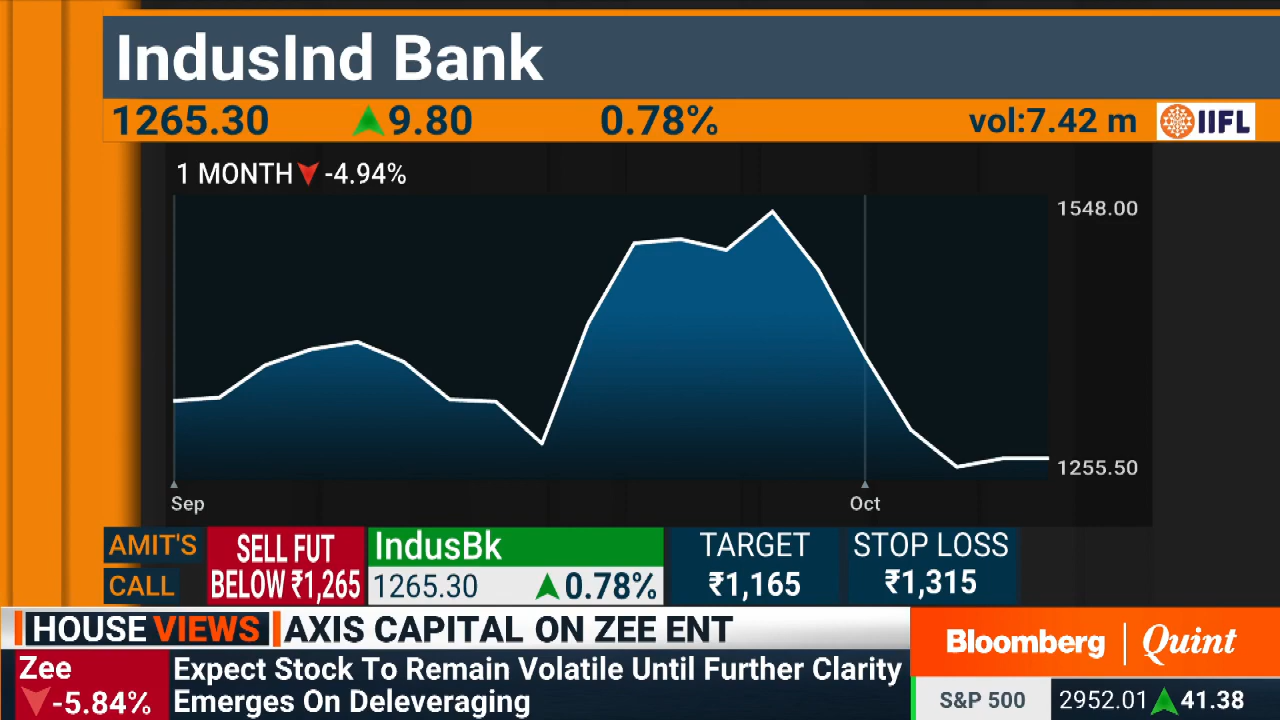 IndusInd Bank
1265.30 ▲ 9.80 0.78% vol:7.42 m IIFL
1 MONTH ▼ -4.94%
1548.00
1255.50
Sep Oct
AMIT'S CALL
SELL FUT
BELOW ₹1,265
IndusBk
1265.30 ▲ 0.78%
TARGET
₹1,165
STOP LOSS
₹1,315
HOUSE VIEWS AXIS CAPITAL ON ZEE ENT
Zee
▼ -5.84%
Expect Stock To Remain Volatile Until Further Clarity
Emerges On Deleveraging
Bloomberg | Quint
S&P 500 2952.01 ▲ 41.38